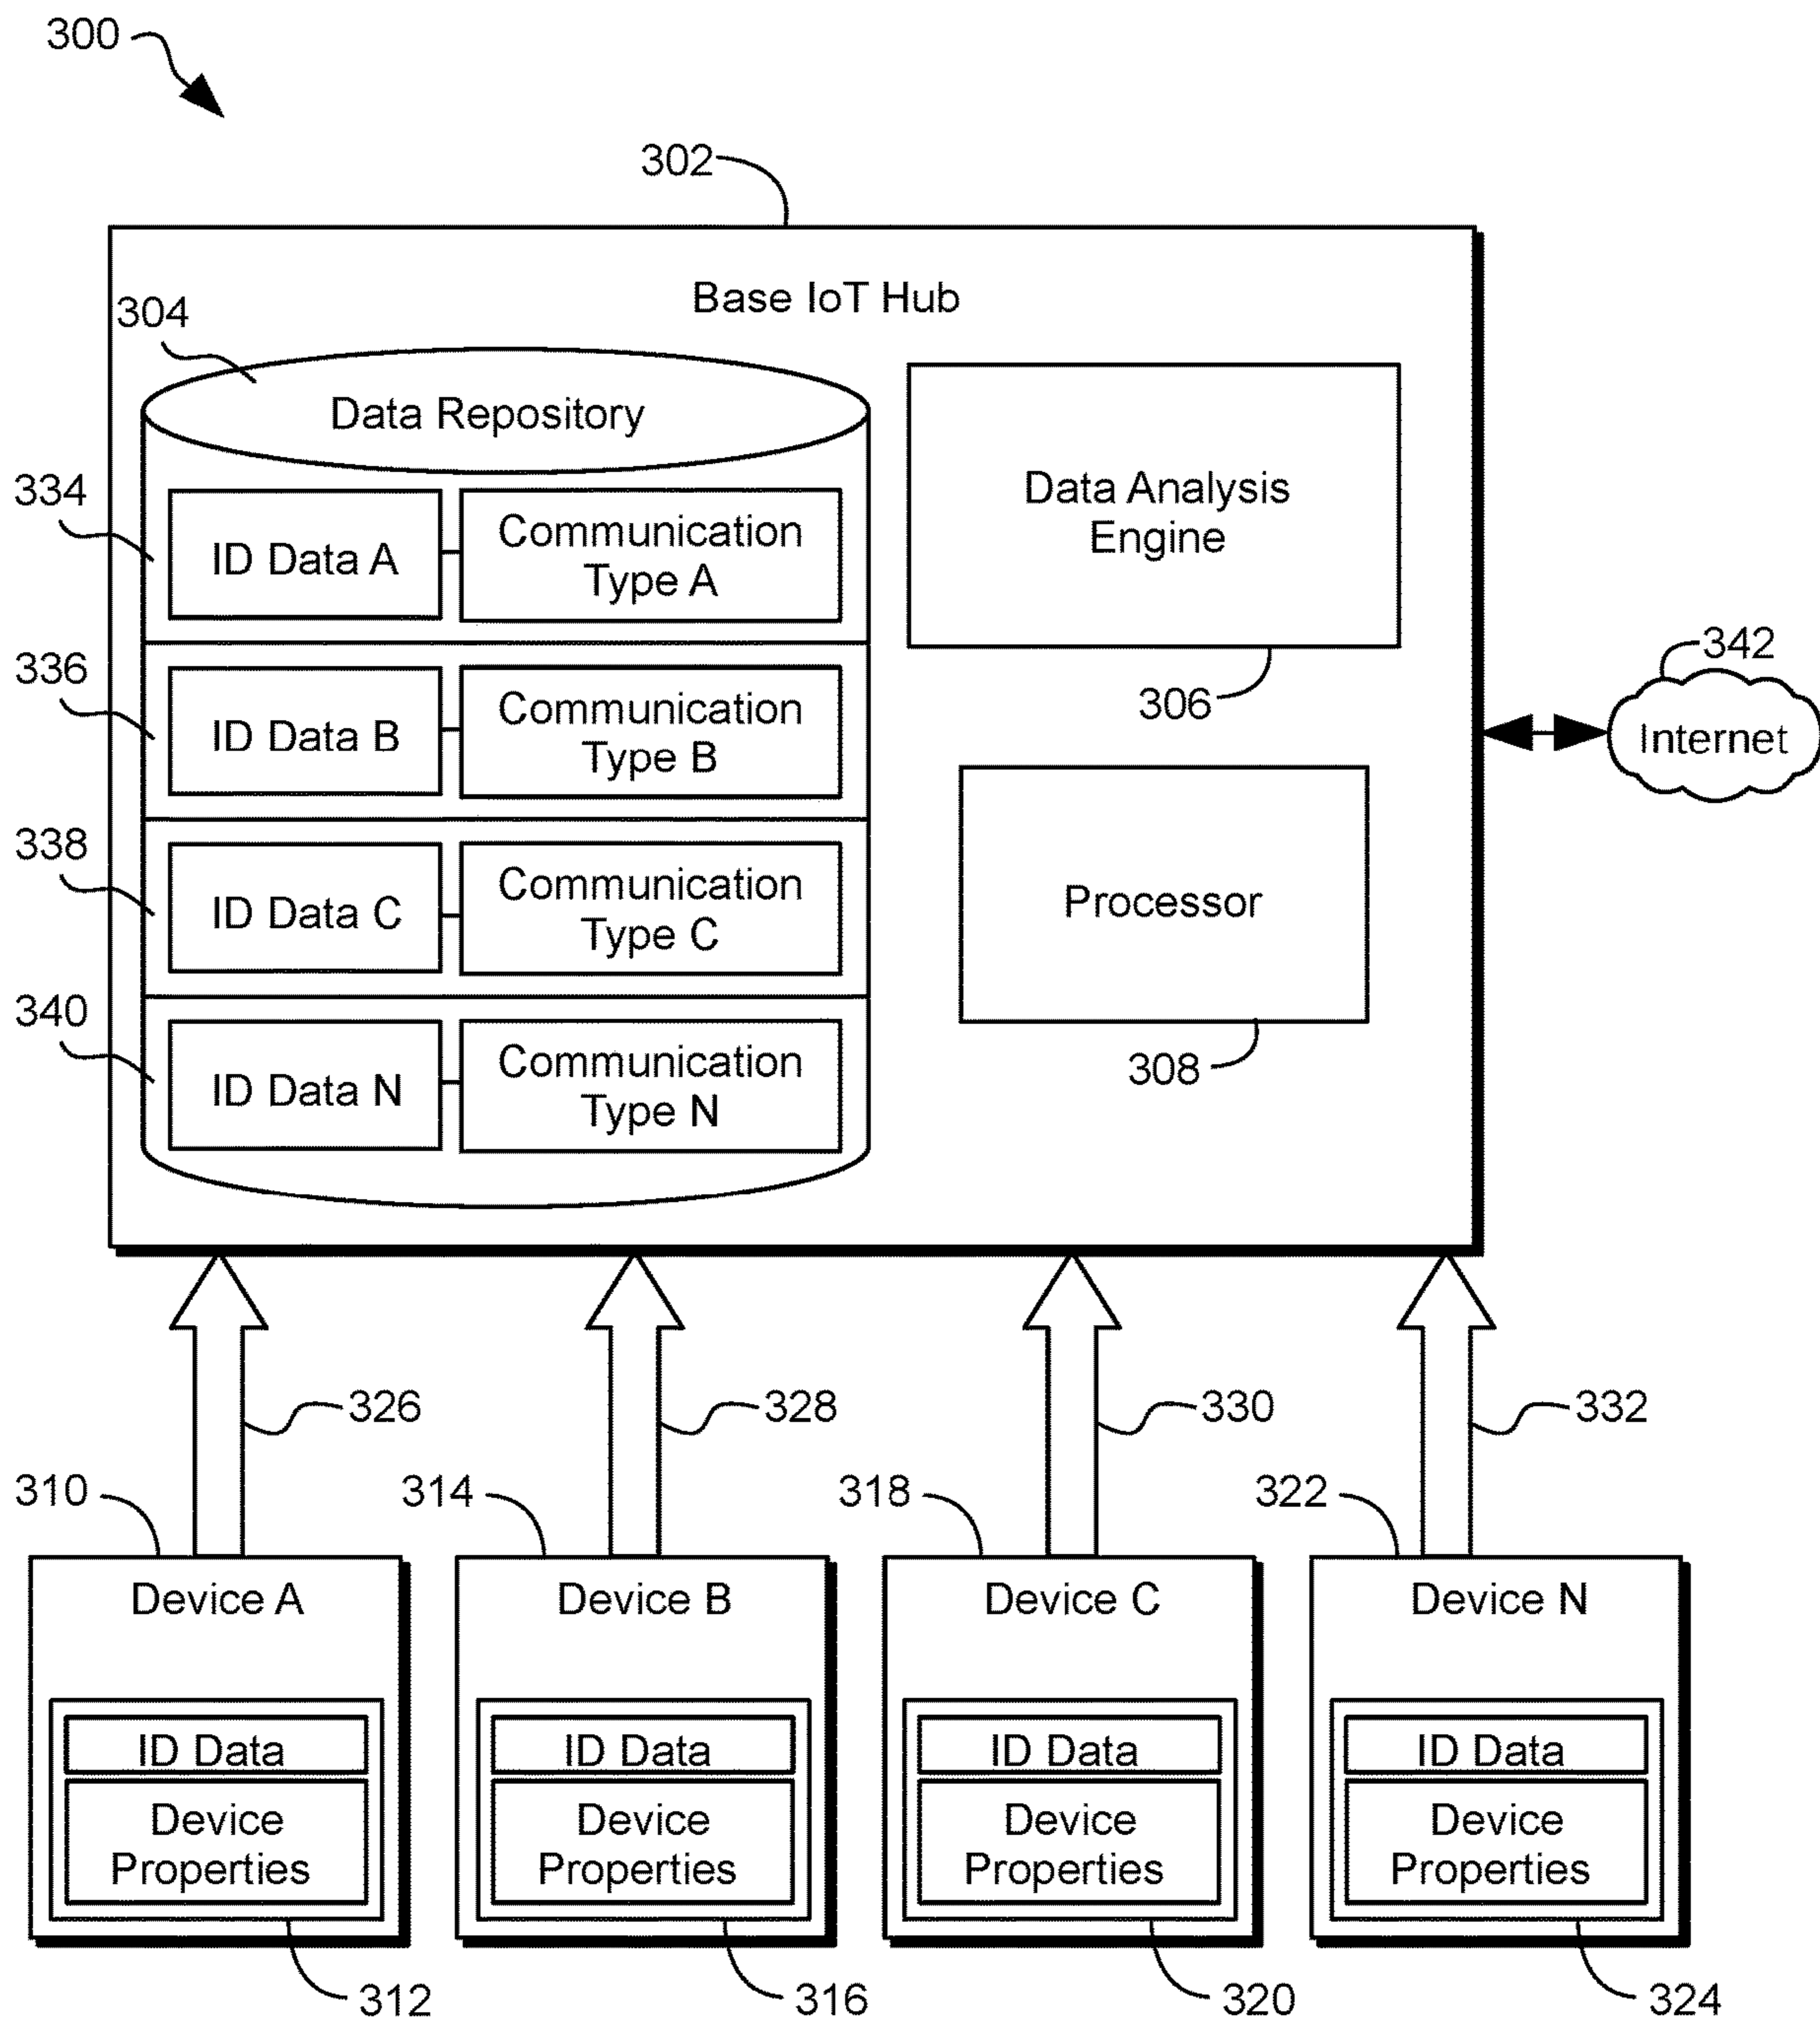 300
302
Base IoT Hub
304
Data Repository
Data Analysis
Engine
306
334
ID Data A
Communication
Type A
336
ID Data B
Communication
Type B
338
ID Data C
Communication
Type C
340
ID Data N
Communication
Type N
Processor
308
342
Internet
326
328
330
332
310
314
318
322
Device A
ID Data
Device
Properties
312
Device B
ID Data
Device
Properties
316
Device C
ID Data
Device
Properties
320
Device N
ID Data
Device
Properties
324